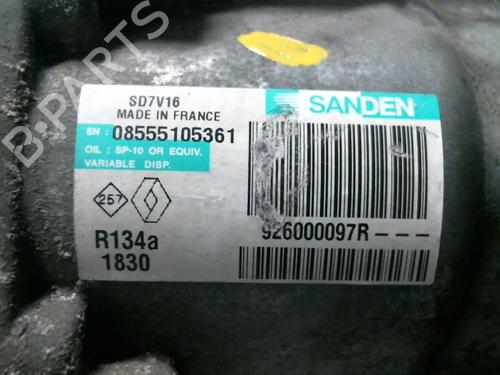 B-PARTS
SD7V16
MADE IN FRANCE
SANDEN
SN : 08555105361
OIL : SP-10 OR EQUIV.
VARIABLE DISP.
257
926000097R---
R134a
1830